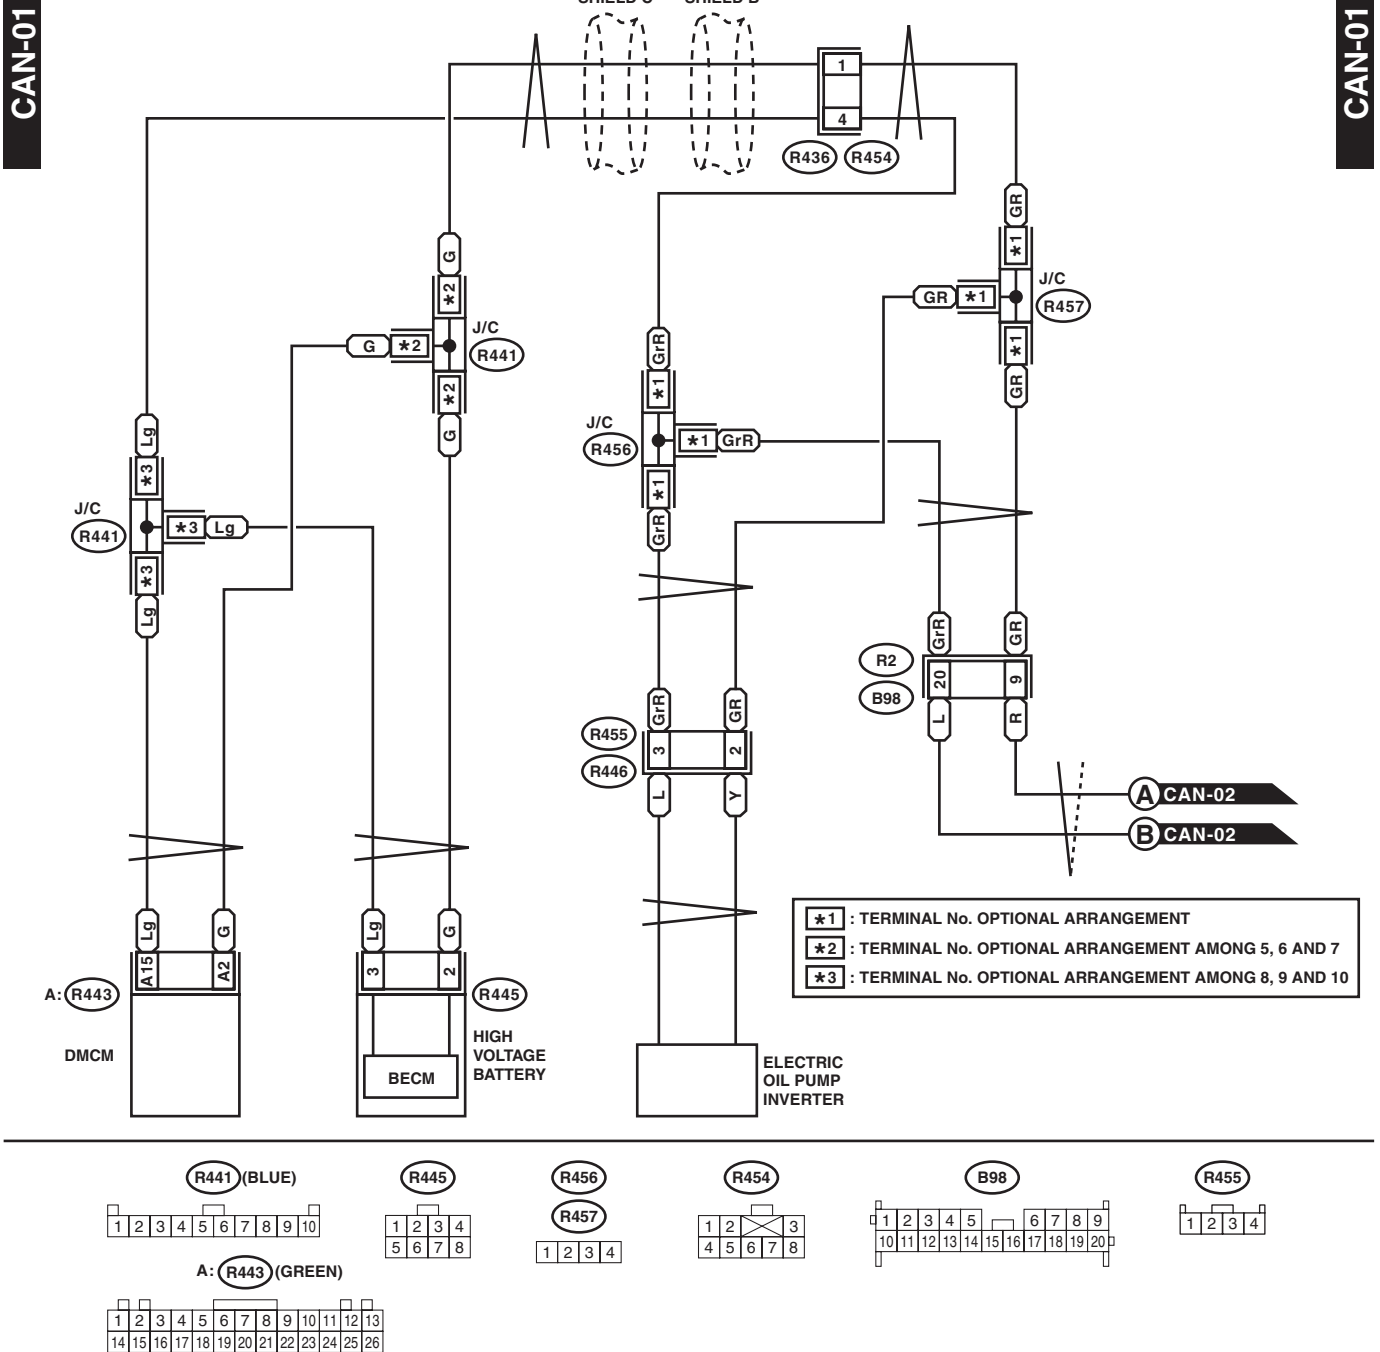 CAN-01
CAN-01
SHIELD C SHIELD B
1
4
R436 R454
GR
*1
G
*2
J/C
R457
GR *1
*1
GR
J/C
R441
G *2
*2
G
GrR
*1
J/C
R456
*1 GrR
*1
GrR
Lg
*3
J/C
R441
*3 Lg
*3
Lg
GrR GR
R2
B98
20 9
L R
GrR GR
R455
R446
3 2
L Y
A CAN-02
B CAN-02
Lg G
A15 A2
A: R443
DMCM
Lg G
3 2
R445
HIGH
VOLTAGE
BATTERY
BECM
ELECTRIC
OIL PUMP
INVERTER
*1 : TERMINAL No. OPTIONAL ARRANGEMENT
*2 : TERMINAL No. OPTIONAL ARRANGEMENT AMONG 5, 6 AND 7
*3 : TERMINAL No. OPTIONAL ARRANGEMENT AMONG 8, 9 AND 10
R441 (BLUE)
1 2 3 4 5 6 7 8 9 10
A: R443 (GREEN)
1 2 3 4 5 6 7 8 9 10 11 12 13
14 15 16 17 18 19 20 21 22 23 24 25 26
R445
1 2 3 4
5 6 7 8
R456
R457
1 2 3 4
R454
1 2 3
4 5 6 7 8
B98
1 2 3 4 5 6 7 8 9
10 11 12 13 14 15 16 17 18 19 20
R455
1 2 3 4